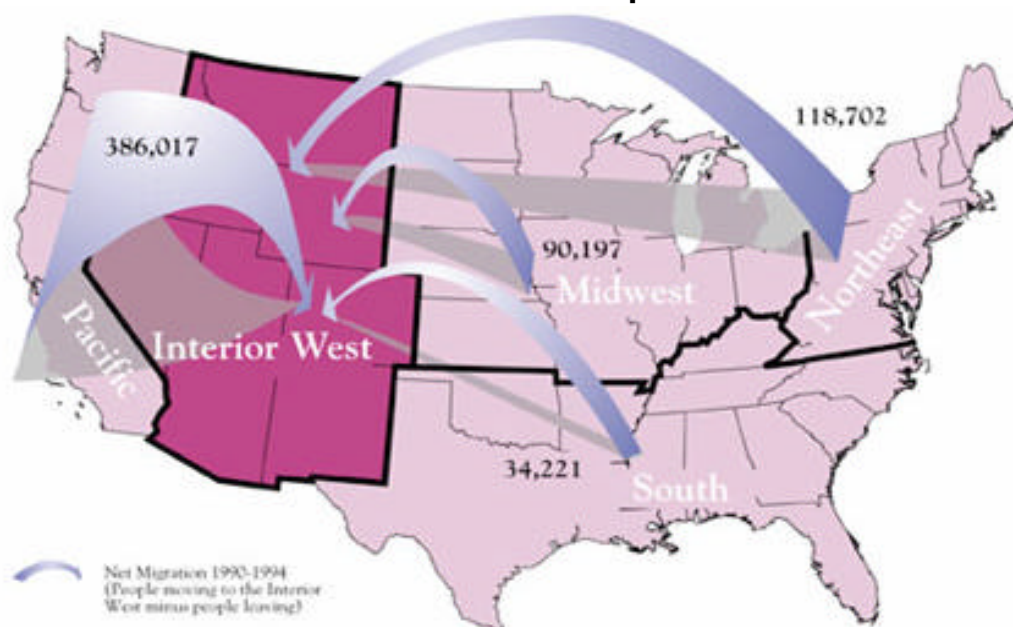 118,702
386,017
90,197
Midwest
Northeast
Pacific
Interior West
34,221
South
Net Migration 1990-1994
(People moving to the Interior
West minus people leaving)